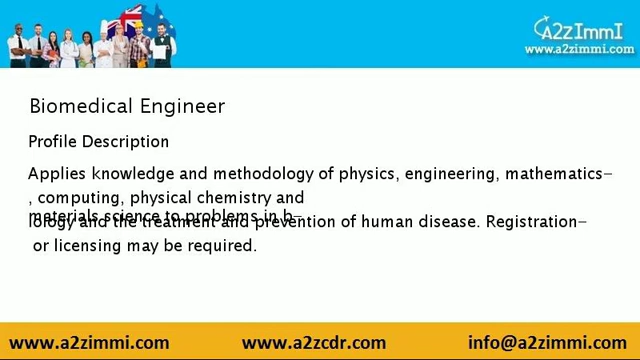 A2ZImmI
www.a2zimmi.com
Biomedical Engineer
Profile Description
Applies knowledge and methodology of physics, engineering, mathematics-
, computing, physical chemistry and
materials science to problems in b-
iology and the treatment and prevention of human disease. Registration-
or licensing may be required.
www.a2zimmi.com www.a2zcdr.com info@a2zimmi.com